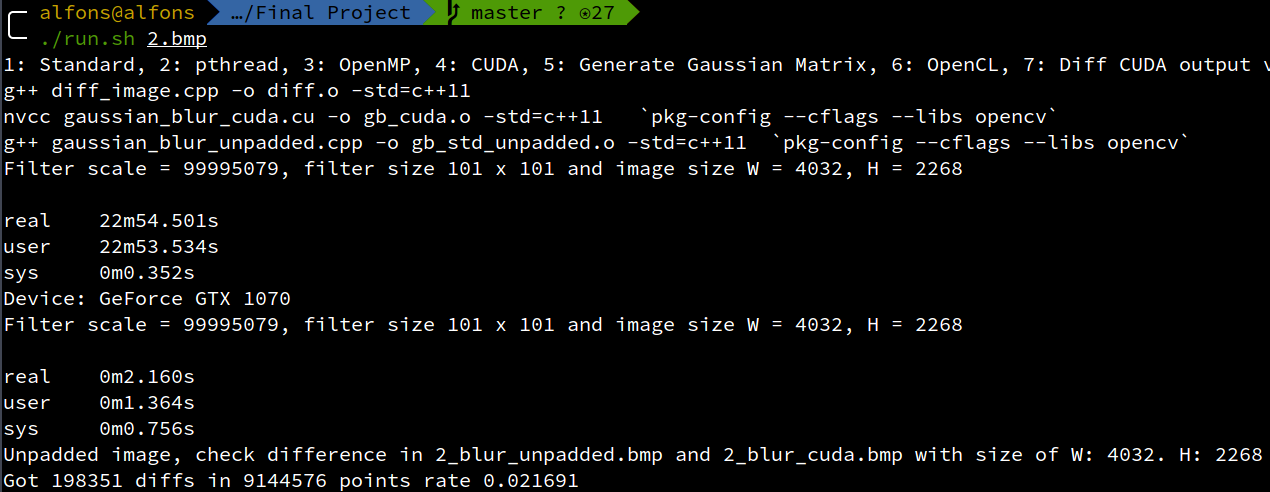 alfons@alfons …/Final Project master ? ⍟27
./run.sh 2.bmp
1: Standard, 2: pthread, 3: OpenMP, 4: CUDA, 5: Generate Gaussian Matrix, 6: OpenCL, 7: Diff CUDA output v
g++ diff_image.cpp -o diff.o -std=c++11
nvcc gaussian_blur_cuda.cu -o gb_cuda.o -std=c++11   `pkg-config --cflags --libs opencv`
g++ gaussian_blur_unpadded.cpp -o gb_std_unpadded.o -std=c++11  `pkg-config --cflags --libs opencv`
Filter scale = 99995079, filter size 101 x 101 and image size W = 4032, H = 2268
real    22m54.501s
user    22m53.534s
sys     0m0.352s
Device: GeForce GTX 1070
Filter scale = 99995079, filter size 101 x 101 and image size W = 4032, H = 2268
real    0m2.160s
user    0m1.364s
sys     0m0.756s
Unpadded image, check difference in 2_blur_unpadded.bmp and 2_blur_cuda.bmp with size of W: 4032. H: 2268
Got 198351 diffs in 9144576 points rate 0.021691